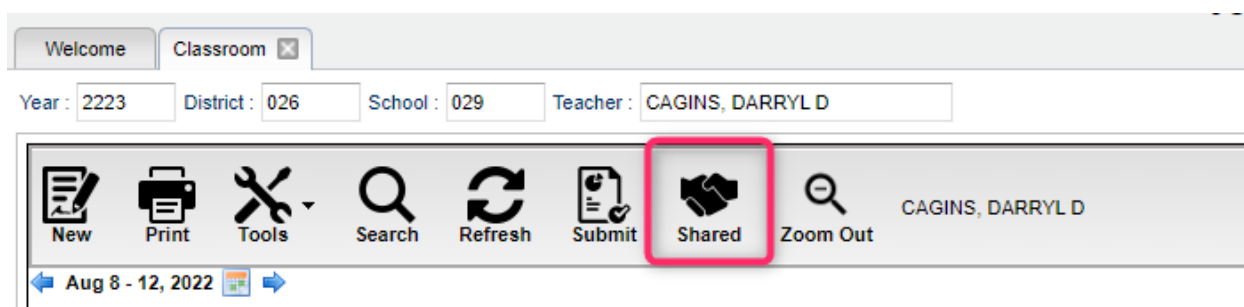 Welcome Classroom
Year : 2223 District : 026 School : 029 Teacher : CAGINS, DARRYL D
New Print Tools Search Refresh Submit Shared Zoom Out CAGINS, DARRYL D
Aug 8 - 12, 2022